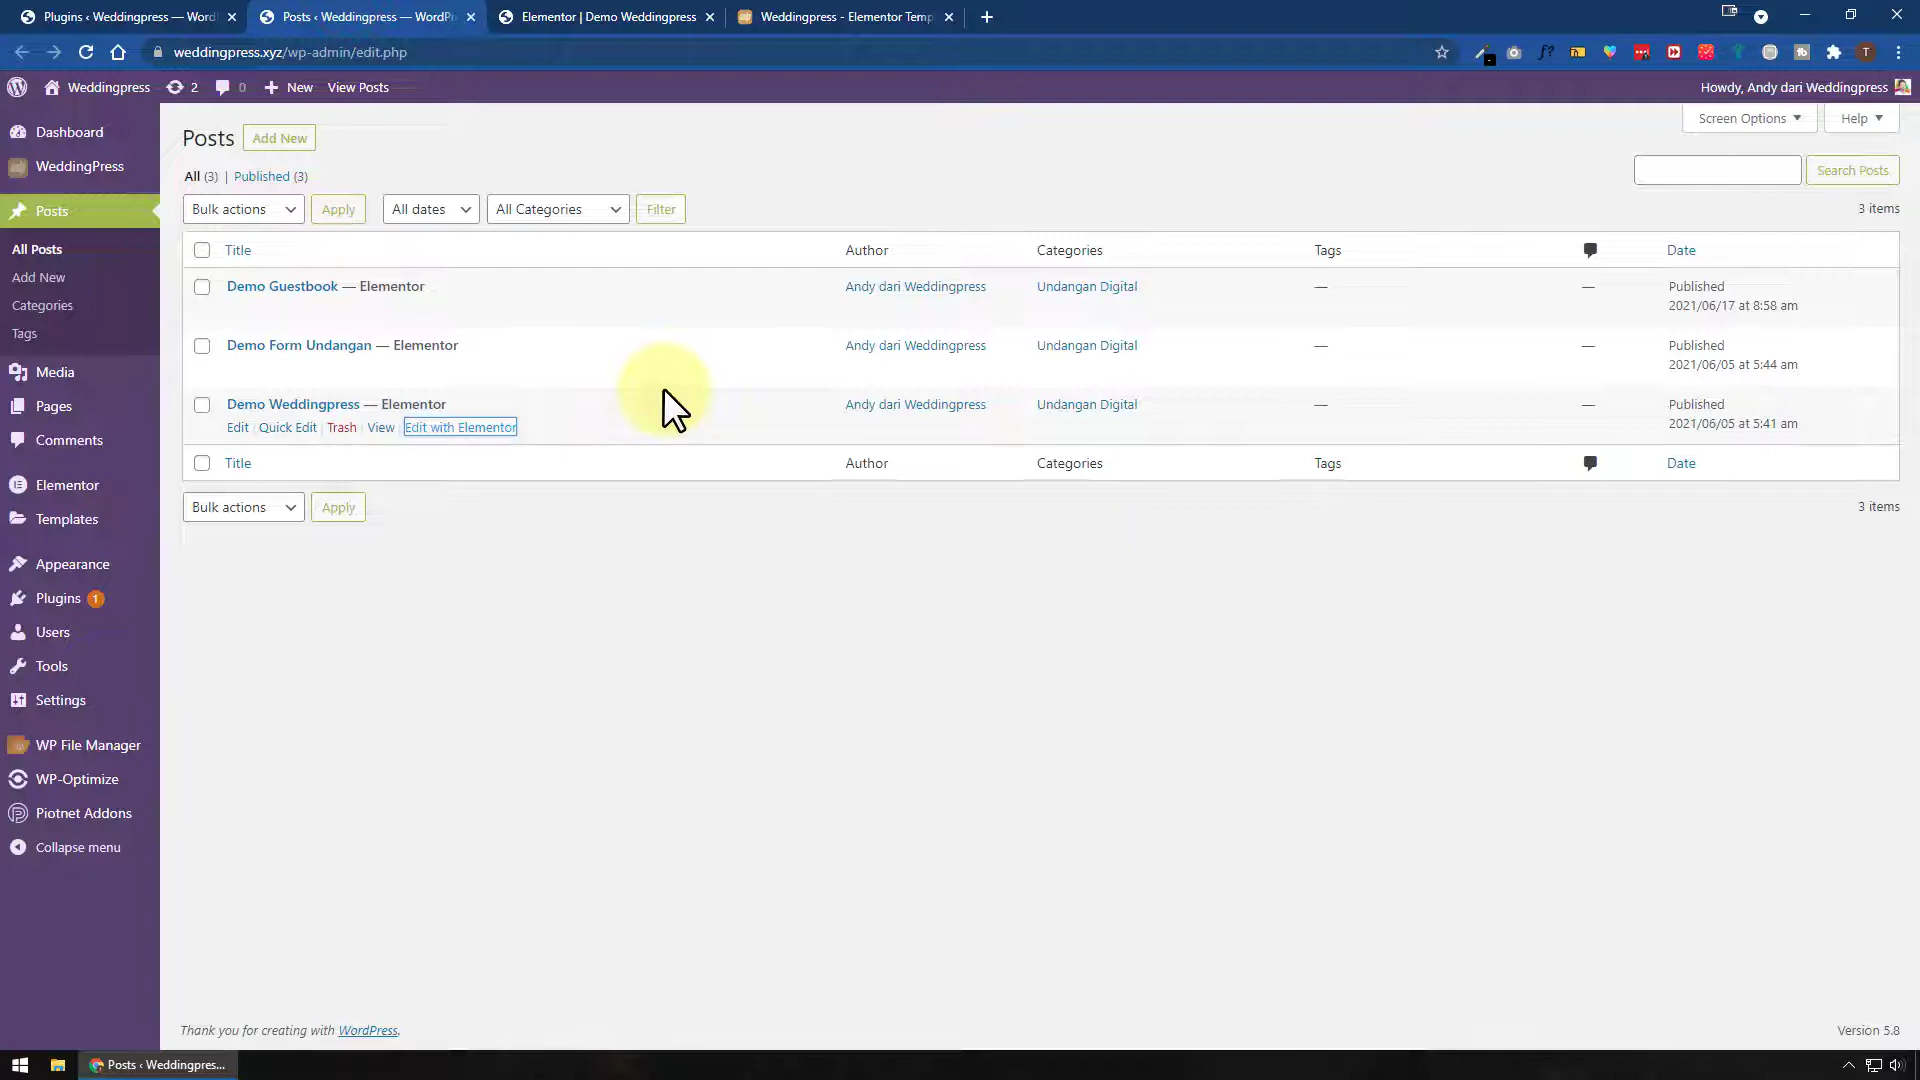 Plugins ‹ Weddingpress — Word
Posts ‹ Weddingpress — WordPr
Elementor | Demo Weddingpress
Weddingpress - Elementor Temp
weddingpress.xyz/wp-admin/edit.php
Weddingpress
2
0
New
View Posts
Howdy, Andy dari Weddingpress
Dashboard
WeddingPress
Posts
All Posts
Add New
Categories
Tags
Media
Pages
Comments
Elementor
Templates
Appearance
Plugins 1
Users
Tools
Settings
WP File Manager
WP-Optimize
Piotnet Addons
Collapse menu
Screen Options
Help
Posts
Add New
All (3) | Published (3)
Search Posts
Bulk actions
Apply
All dates
All Categories
Filter
3 items
Title
Author
Categories
Tags
Date
Demo Guestbook — Elementor
Andy dari Weddingpress
Undangan Digital
—
—
Published
2021/06/17 at 8:58 am
Demo Form Undangan — Elementor
Andy dari Weddingpress
Undangan Digital
—
—
Published
2021/06/05 at 5:44 am
Demo Weddingpress — Elementor
Edit | Quick Edit | Trash | View | Edit with Elementor
Andy dari Weddingpress
Undangan Digital
—
—
Published
2021/06/05 at 5:41 am
Title
Author
Categories
Tags
Date
Bulk actions
Apply
3 items
Thank you for creating with WordPress.
Version 5.8
Posts ‹ Weddingpres...